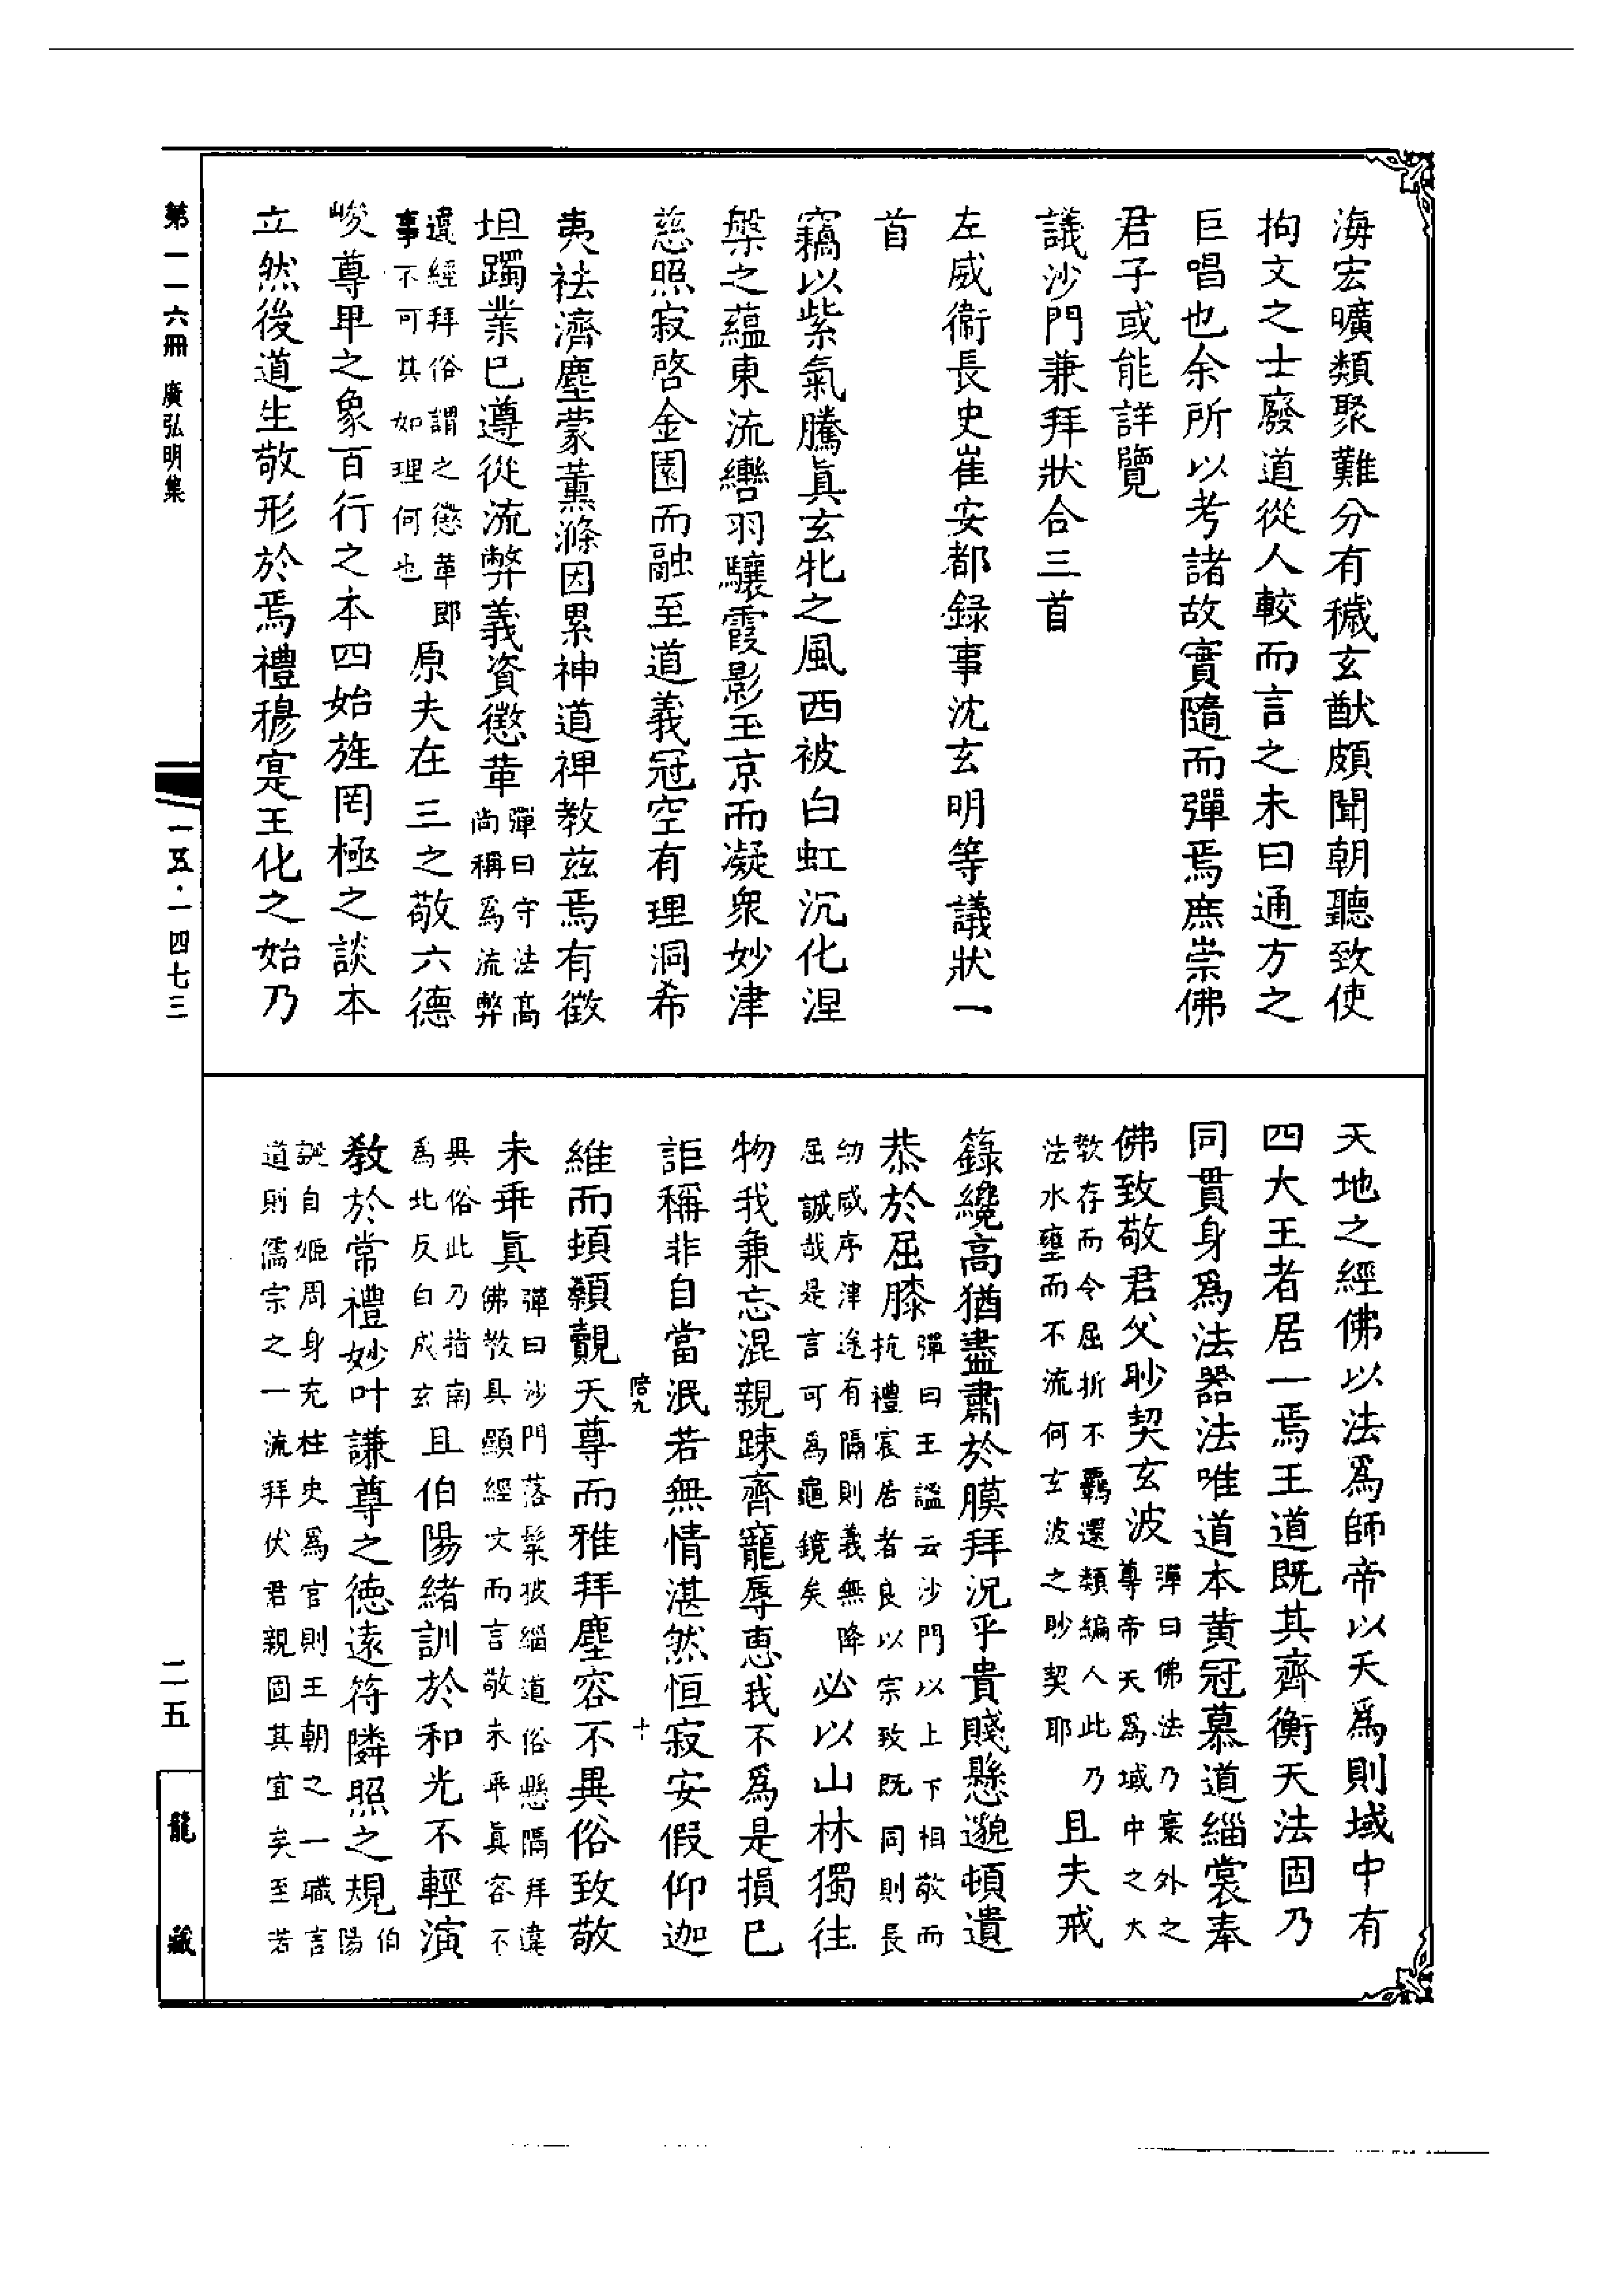 海宏曠類聚難分有穢玄猷頗聞朝聽致使
拘文之士廢道從人較而言之未曰通方之
巨唱也余所以考諸故實隨而彈焉庶崇佛
君子或能詳覽
議沙門兼拜狀合三首
左威衞長史崔安都錄事沈玄明等議狀一
首
竊以紫氣騰眞玄牝之風西被白虹沉化涅
槃之蘊東流轡羽驤霞影玉京而凝衆妙津
慈照寂啓金園而融至道義冠空有理洞希
夷祛濟塵蒙薰滌因累神道裨教茲焉有徵
坦躅業已遵從流弊義資懲革彈曰守法高
尚稱爲流弊
違經拜俗謂之懲革郎
事不可其如理何也原夫在三之敬六德
峻尊卑之象百行之本四始旌罔極之談本
立然後道生敬形於焉禮穆寔王化之始乃
天地之經佛以法爲師帝以天爲則域中有
四大王者居一焉王道既其齊衡天法固乃
同貫身爲法器法唯道本黃冠慕道緇裳奉
佛致敬君父眇契玄波彈曰佛法乃寰外之
尊帝天爲域中之大
教存而令屈折不羈還類編人此乃
法水壅而不流何玄波之眇契耶且夫戒
籙纔高猶盡肅於膜拜況乎貴賤懸邈頓遺
恭於屈膝彈曰王謐云沙門以上下相敬而
抗禮宸居者良以宗致既同則長
幼咸序津途有隔則義無降
屈誠哉是言可爲龜鏡矣必以山林獨往
物我兼忘混親踈齊寵辱恵我不爲是損已
詎稱非自當泯若無情湛然恒寂安假仰迦
陪九 十
維而頓顙覿天尊而雅拜塵容不異俗致敬
未乖眞彈曰沙門落髮披緇道俗懸隔拜違
佛教具顯經文而言敬未乖眞容不
異俗此乃指南
爲北反白成玄且伯陽緒訓於和光不輕演
教於常禮妙叶謙尊之德遠符隣照之規伯
陽
誕自姬周身充柱史爲官則王朝之一職言
道則儒宗之一流拜伏君親固其宜矣至若
第一一六冊 廣弘明集
一五·一四七三
二五
龍藏